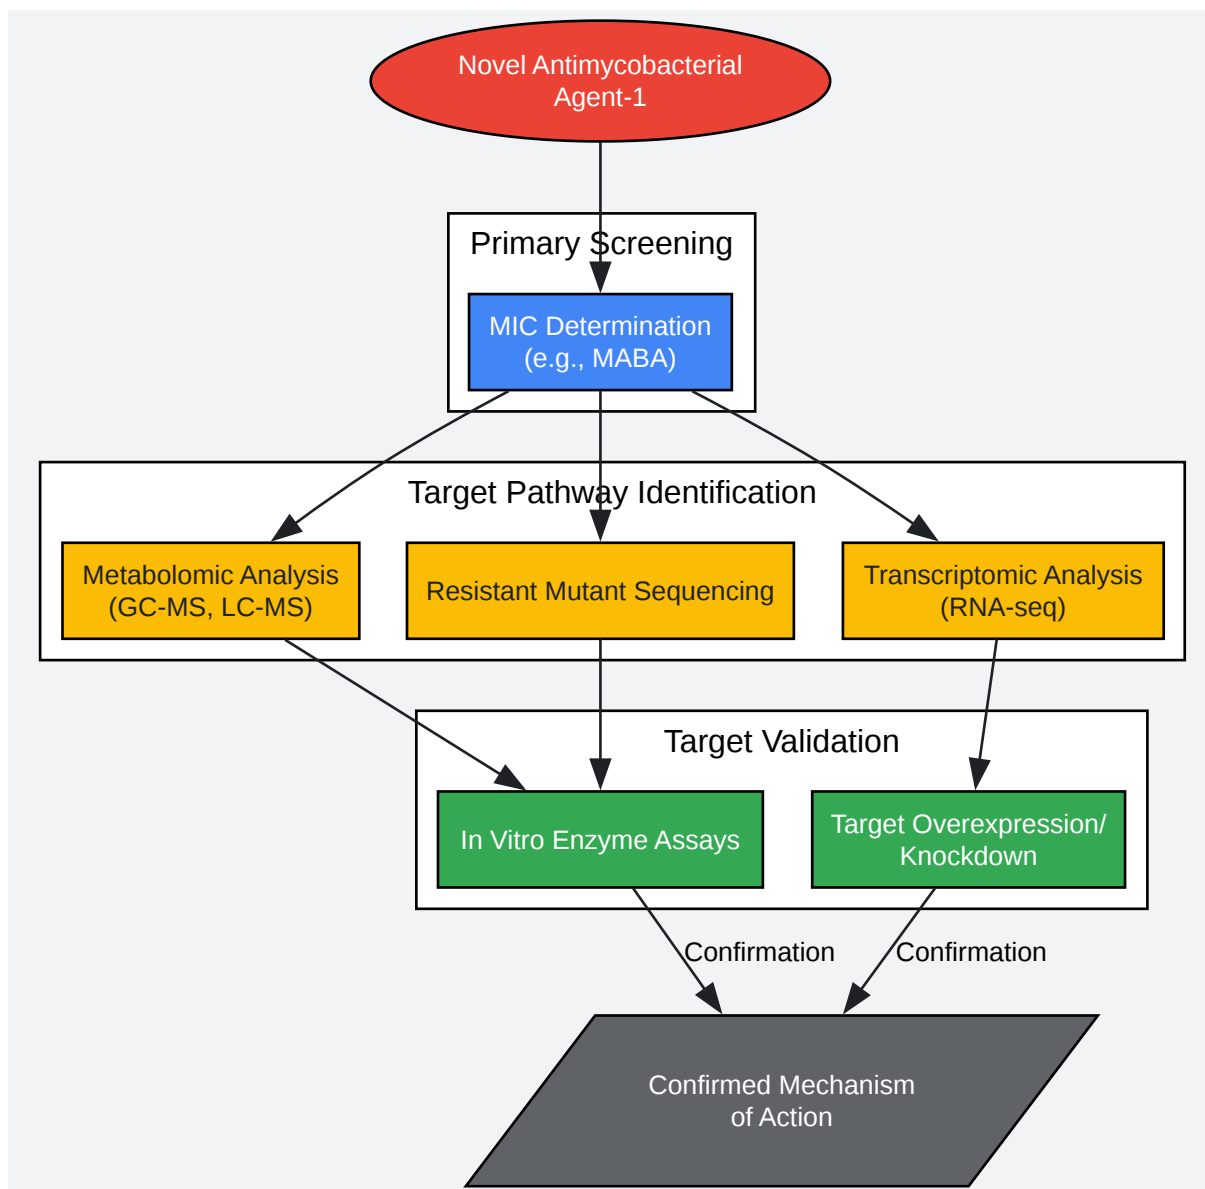 Novel Antimycobacterial
Agent-1
Primary Screening
MIC Determination
(e.g., MABA)
Target Pathway Identification
Metabolomic Analysis
(GC-MS, LC-MS)
Resistant Mutant Sequencing
Transcriptomic Analysis
(RNA-seq)
Target Validation
In Vitro Enzyme Assays
Target Overexpression/
Knockdown
Confirmation
Confirmation
Confirmed Mechanism
of Action